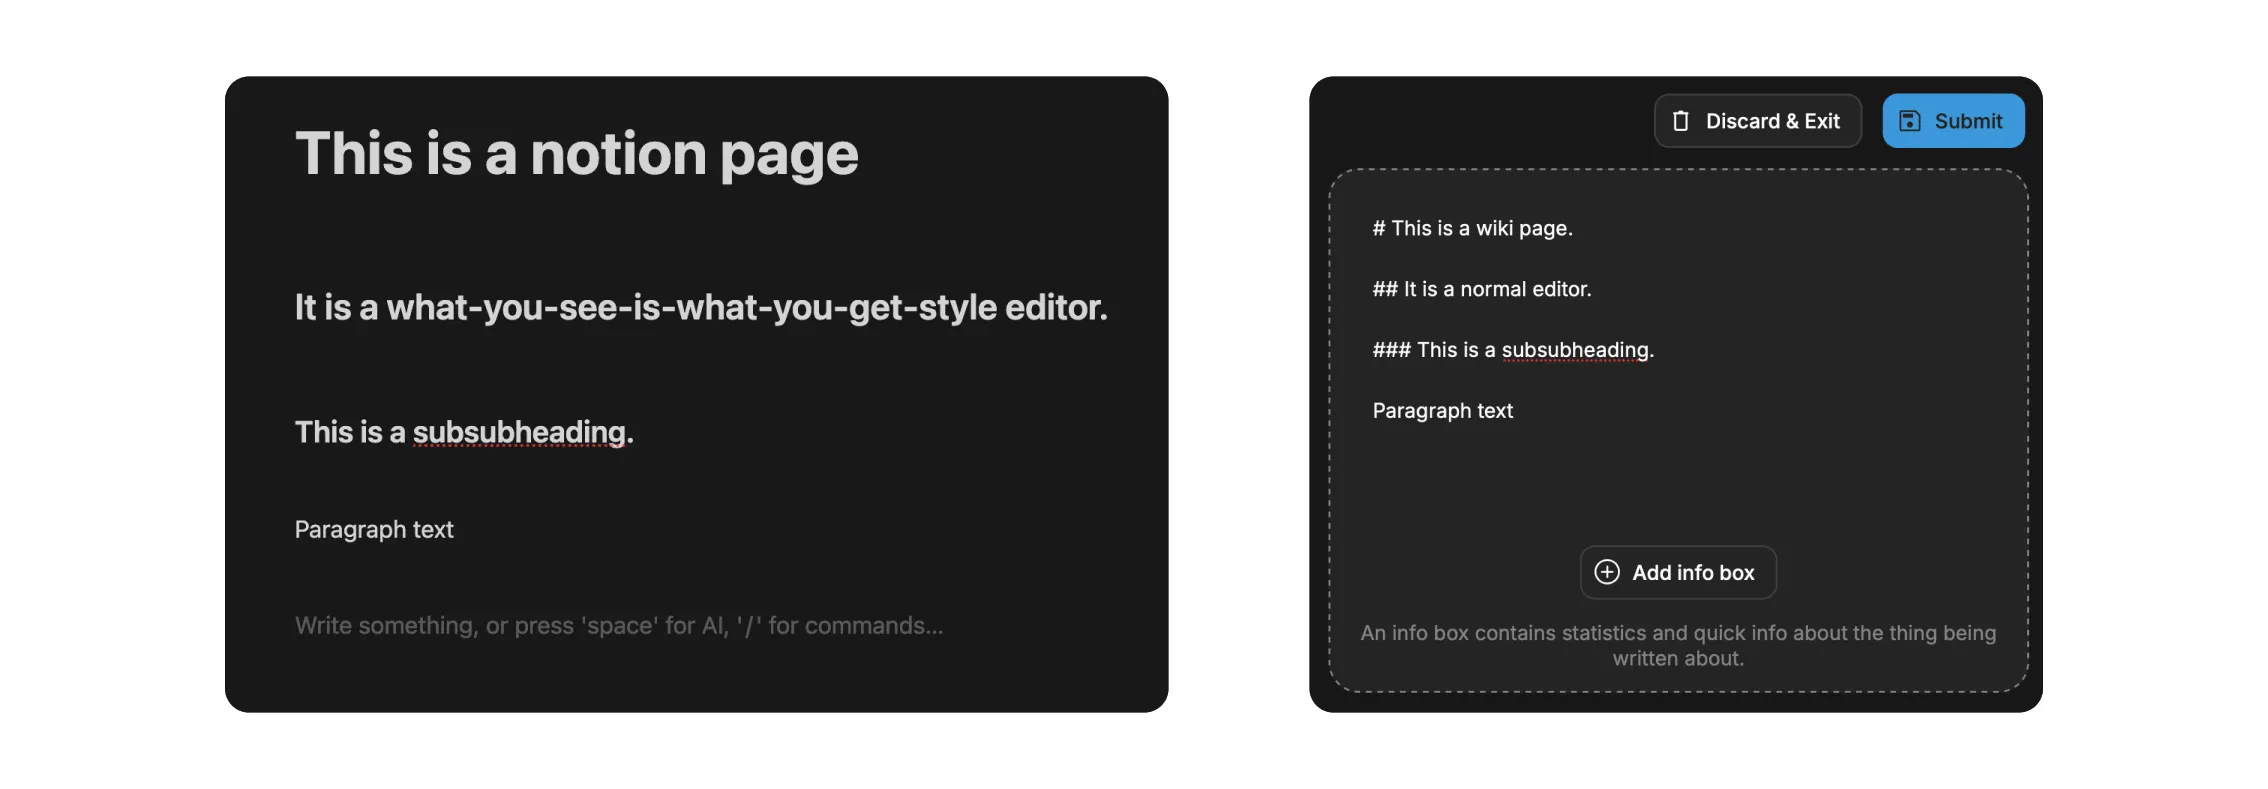 This is a notion page
It is a what-you-see-is-what-you-get-style editor.
This is a subsubheading.
Paragraph text
Write something, or press 'space' for AI, '/' for commands...
Discard & Exit
Submit
# This is a wiki page.
## It is a normal editor.
### This is a subsubheading.
Paragraph text
Add info box
An info box contains statistics and quick info about the thing being
written about.